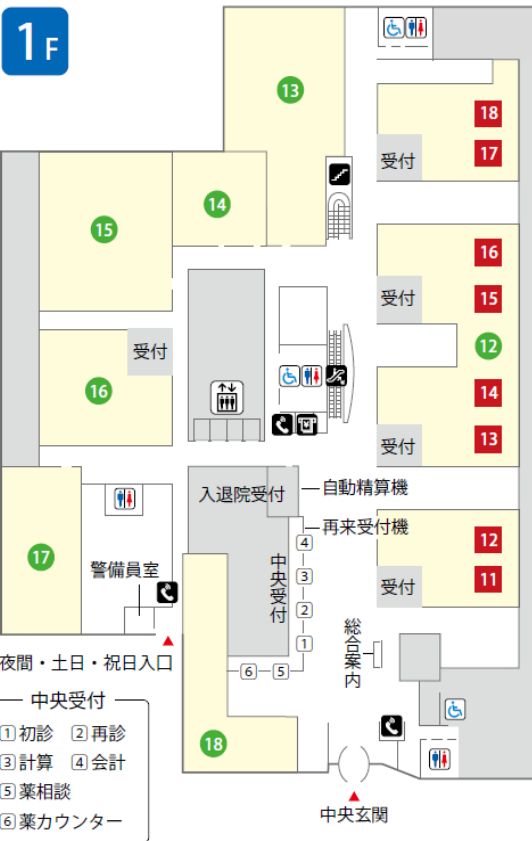 1F
13
18
受付
17
14
15
16
受付
15
12
受付
16
14
受付
13
入退院受付
自動精算機
再来受付機
17
警備員室
中央受付
4
3
2
1
12
受付
11
総合案内
夜間・土日・祝日入口
6 5
中央受付
1 初診 2 再診
3 計算 4 会計
5 薬相談
6 薬カウンター
18
中央玄関